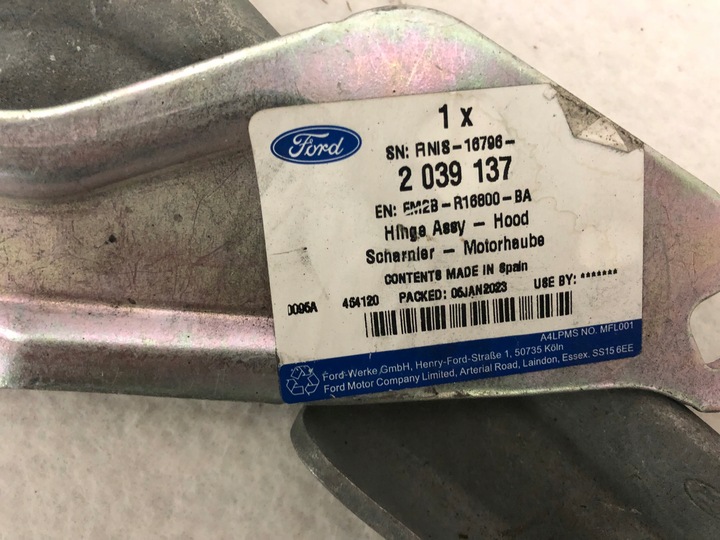 Ford
1 x
SN: FINIS-16796-
2 039 137
EN: EM2B-R16800-BA
Hinge Assy - Hood
Scharnier - Motorhaube
CONTENTS MADE IN Spain
0095A 454120 PACKED: 05JAN2023 USE BY: *******
A4LPMS NO. MFL001
Ford-Werke GmbH, Henry-Ford-Straße 1, 50735 Köln
Ford Motor Company Limited, Arterial Road, Laindon, Essex. SS15 6EE